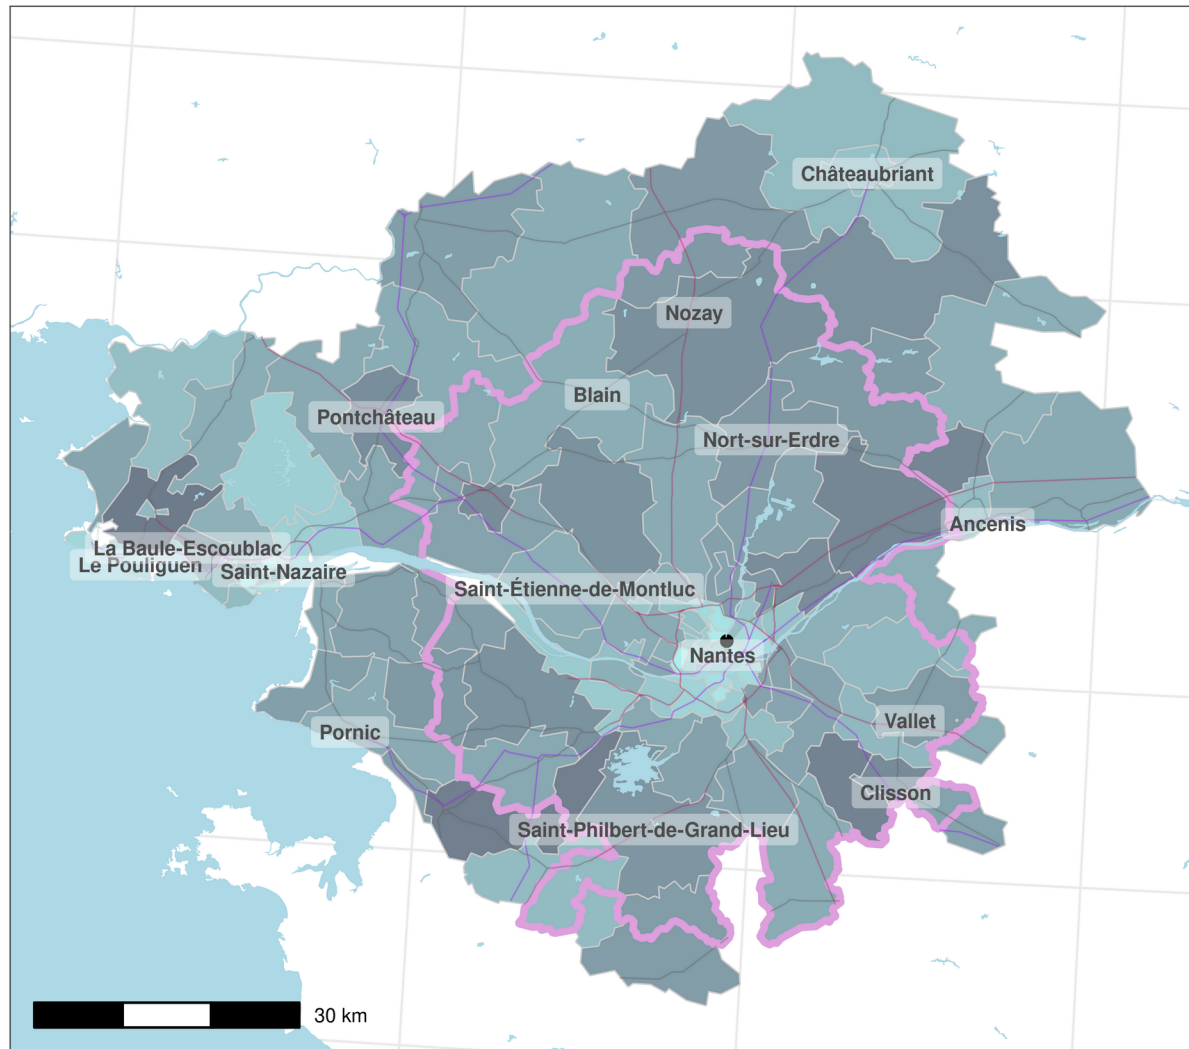 Châteaubriant
Nozay
Blain
Pontchâteau
Nort-sur-Erdre
Ancenis
La Baule-Escoublac
Le Pouliguen
Saint-Nazaire
Saint-Étienne-de-Montluc
Nantes
Vallet
Pornic
Clisson
Saint-Philbert-de-Grand-Lieu
30 km